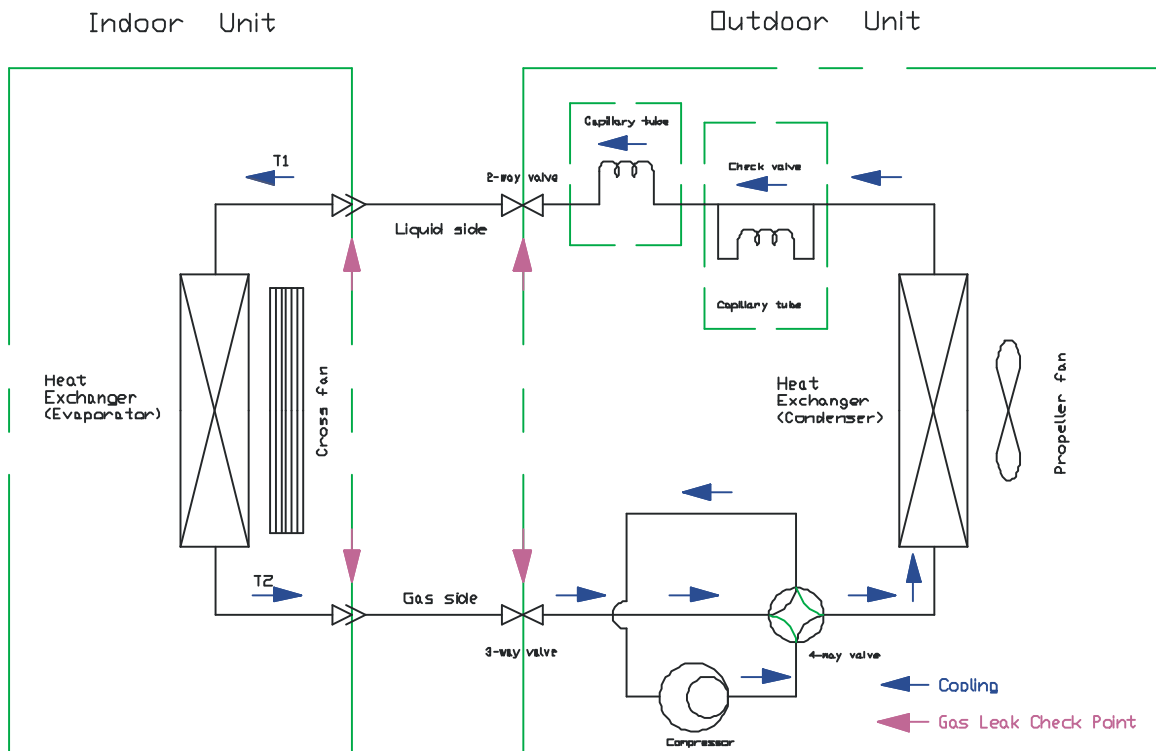 Indoor Unit
Outdoor Unit
Capillary tube
T1
2-way valve
Check valve
Liquid side
Capillary tube
Heat
Exchanger
(Evaporator)
Cross fan
Heat
Exchanger
(Condenser)
Propeller fan
T2
Gas side
3-way valve
4-way valve
Cooling
Gas Leak Check Point
Compressor